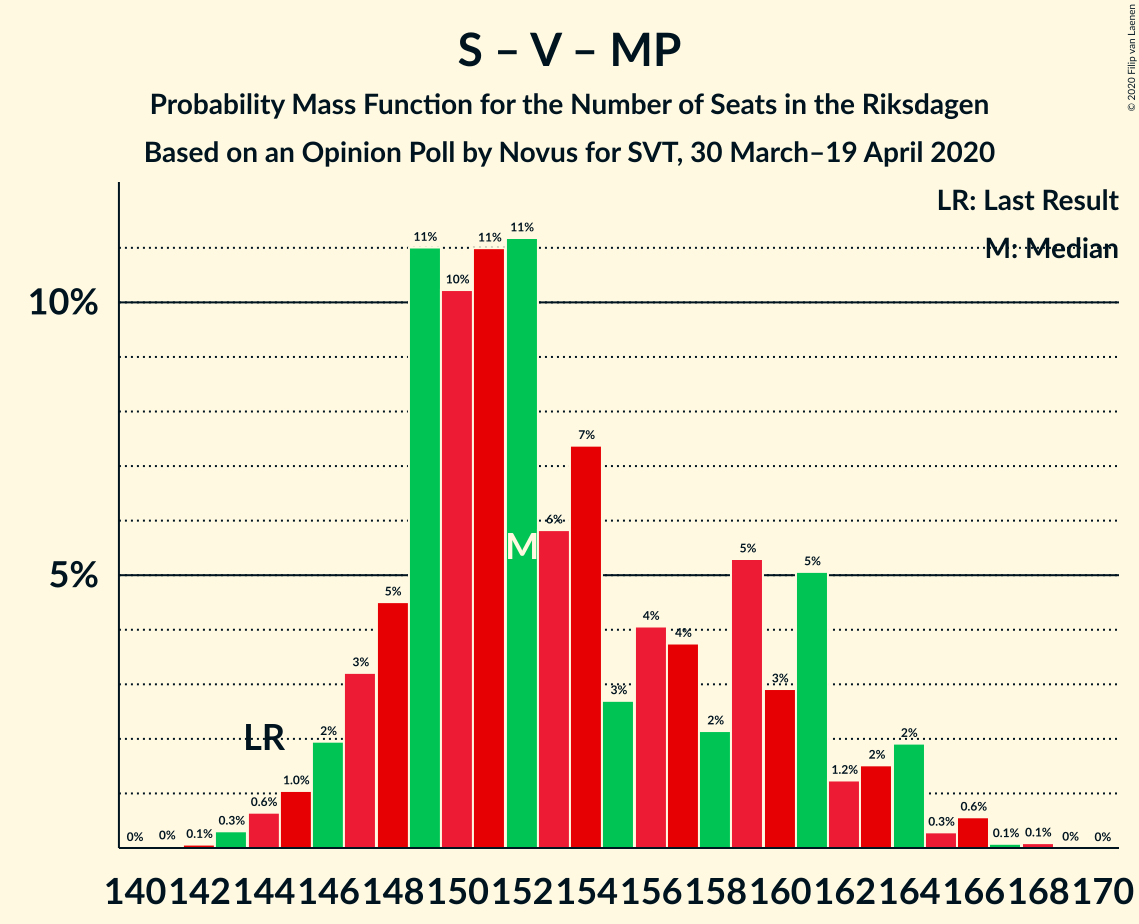 S – V – MP
Probability Mass Function for the Number of Seats in the Riksdagen
Based on an Opinion Poll by Novus for SVT, 30 March–19 April 2020
© 2020 Filip van Laenen
LR: Last Result
M: Median
10%
5%
0% 0% 0.1% 0.3% 0.6% 1.0% 2% 3% 5% 11% 10% 11% 11% 6% 7% 3% 4% 4% 2% 5% 3% 5% 1.2% 2% 2% 0.3% 0.6% 0.1% 0.1% 0% 0%
LR
M
140 142 144 146 148 150 152 154 156 158 160 162 164 166 168 170